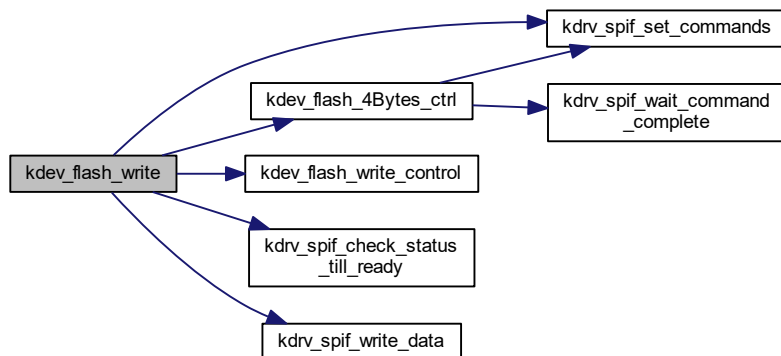 kdrv_spif_set_commands
kdev_flash_4Bytes_ctrl
kdrv_spif_wait_command
_complete
kdev_flash_write
kdev_flash_write_control
kdrv_spif_check_status
_till_ready
kdrv_spif_write_data